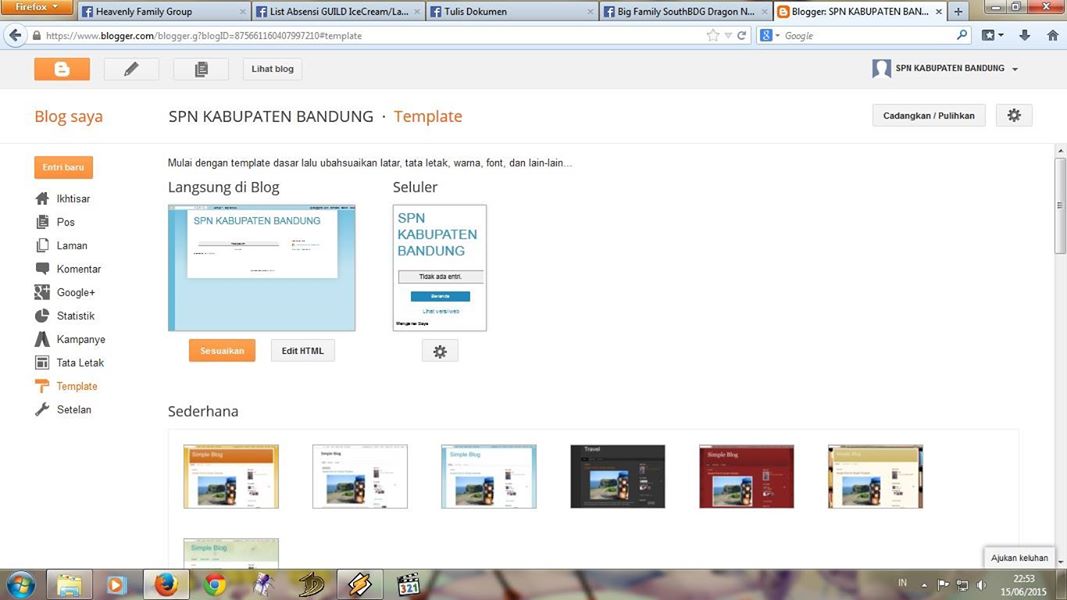 Firefox
Heavenly Family Group
List Absensi GUILD IceCream/La...
Tulis Dokumen
Big Family SouthBDG Dragon N...
Blogger: SPN KABUPATEN BAN...
https://www.blogger.com/blogger.g?blogID=875661160407997210#template
Google
Lihat blog
SPN KABUPATEN BANDUNG
Blog saya
SPN KABUPATEN BANDUNG · Template
Cadangkan / Pulihkan
Entri baru
Mulai dengan template dasar lalu ubahsuaikan latar, tata letak, warna, font, dan lain-lain...
Langsung di Blog
Seluler
Ikhtisar
Pos
Laman
Komentar
Google+
Statistik
Kampanye
Tata Letak
Template
Setelan
SPN KABUPATEN BANDUNG
SPN
KABUPATEN
BANDUNG
Tidak ada entri.
Beranda
Lihat versi web
Mengenai Saya
Sesuaikan
Edit HTML
Sederhana
Simple Blog
Simple Blog
Simple Blog
Travel
Simple Blog
Simple Blog
Simple Blog
Ajukan keluhan
321
IN
22:53
15/06/2015